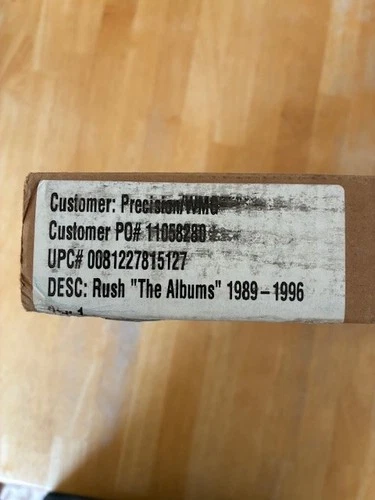 Customer: Precision/WMG
Customer PO# 11058280
UPC# 0081227815127
DESC: Rush "The Albums" 1989-1996